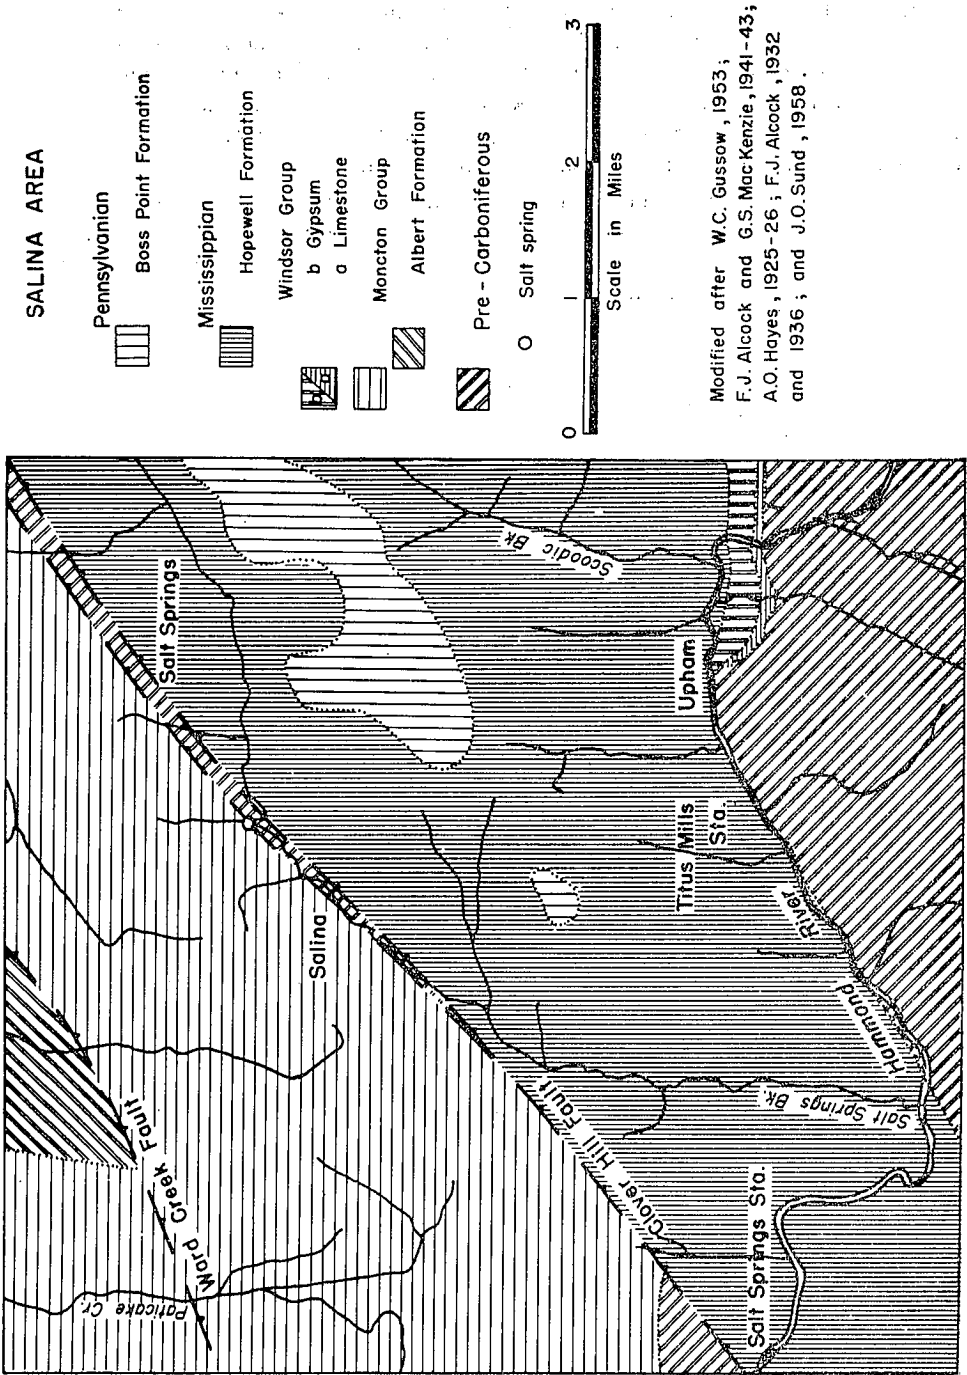 SALINA AREA
Pennsylvanian
Boss Point Formation
Mississippian
Hopewell Formation
Windsor Group
b Gypsum
a Limestone
Moncton Group
Albert Formation
Pre-Carboniferous
Salt spring
0 1 2 3
Scale in Miles
Modified after W.C. Gussow, 1953;
F.J. Alcock and G.S. MacKenzie, 1941-43;
A.O. Hayes, 1925-26; F.J. Alcock, 1932
and 1936; and J.O. Sund, 1958.
Salt Springs
Scoodic Bk
Upham
Titus Mills
Sta.
Salina
Hammond River
Ward Creek Fault
Clover Hill Fault
Salt Springs Bk
Salt Springs Sta.
Paticake Cr.